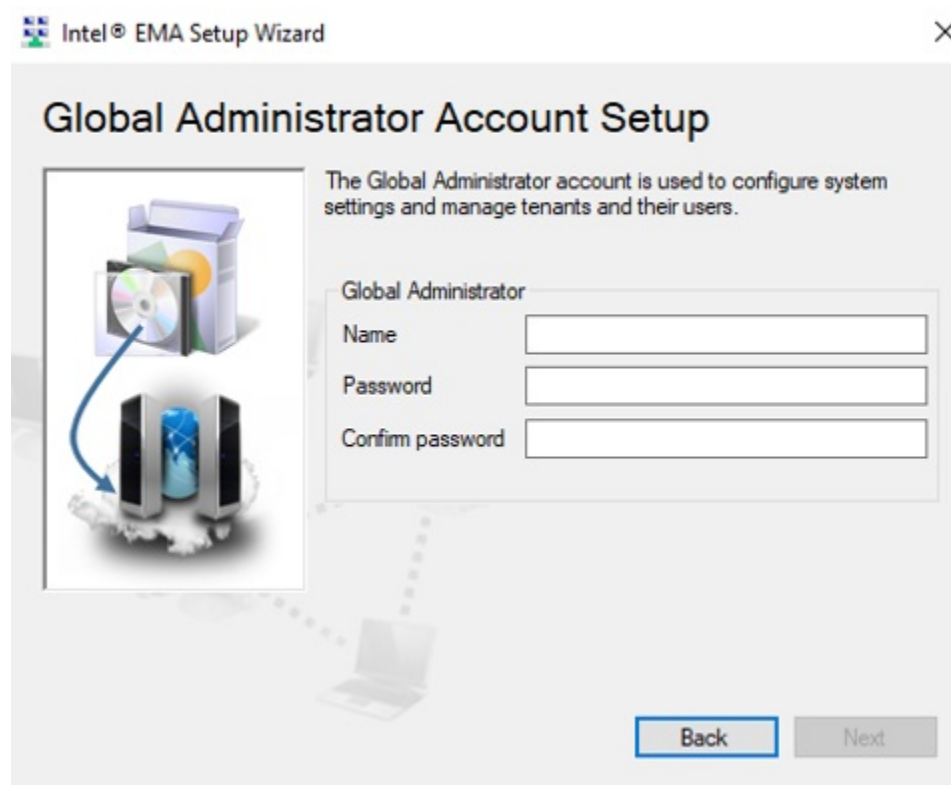 Intel® EMA Setup Wizard
Global Administrator Account Setup
The Global Administrator account is used to configure system
settings and manage tenants and their users.
Global Administrator
Name
Password
Confirm password
Back
Next